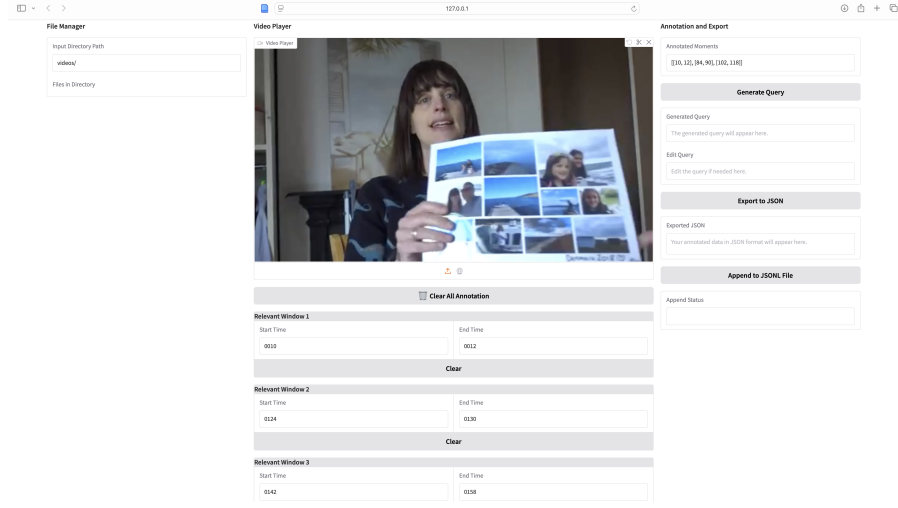 127.0.0.1
File Manager
Input Directory Path
videos/
Files in Directory
Video Player
Video Player
Clear All Annotation
Relevant Window 1
Start Time
End Time
0010
0012
Clear
Relevant Window 2
Start Time
End Time
0124
0130
Clear
Relevant Window 3
Start Time
End Time
0142
0158
Annotation and Export
Annotated Moments
[[10, 12], [84, 90], [102, 118]]
Generate Query
Generated Query
The generated query will appear here.
Edit Query
Edit the query if needed here.
Export to JSON
Exported JSON
Your annotated data in JSON format will appear here.
Append to JSONL File
Append Status